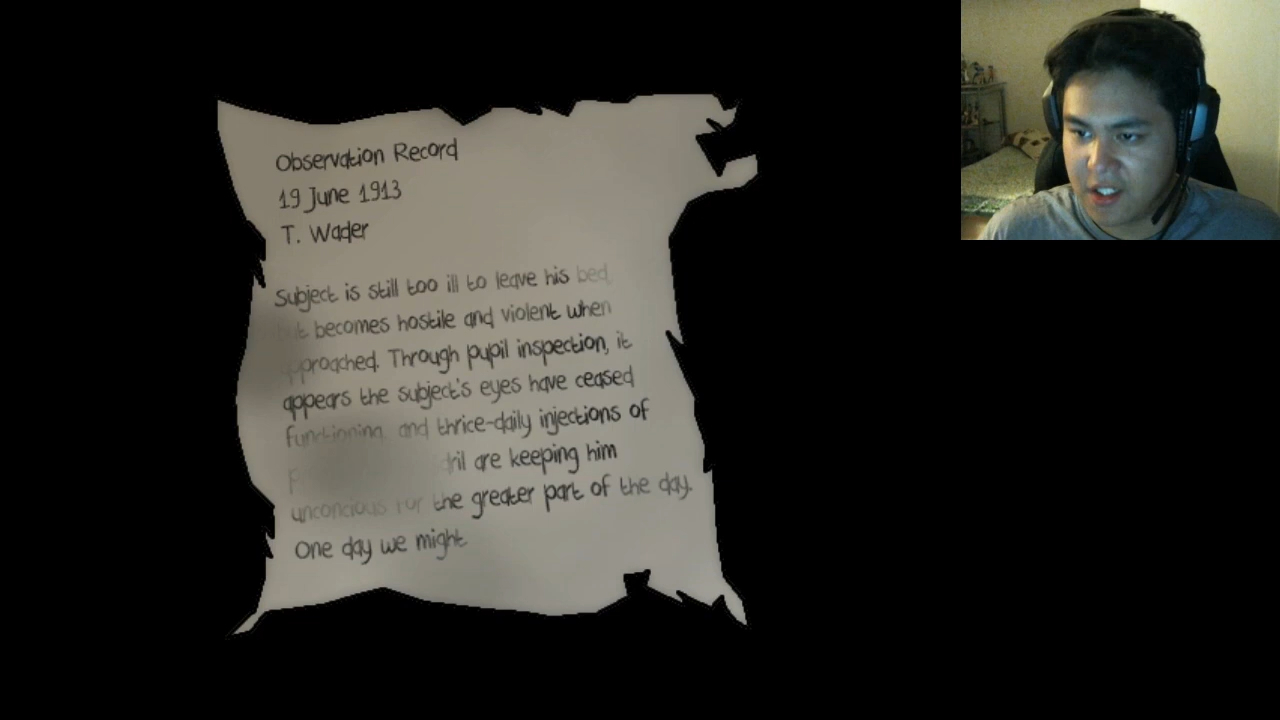 Observation Record
19 June 1913
T. Wader
Subject is still too ill to leave his bed,
becomes hostile and violent when
approached. Through pupil inspection, it
appears the subject's eyes have ceased
functioning, and thrice-daily injections of
are keeping him
unconcious for the greater part of the day.
One day we might